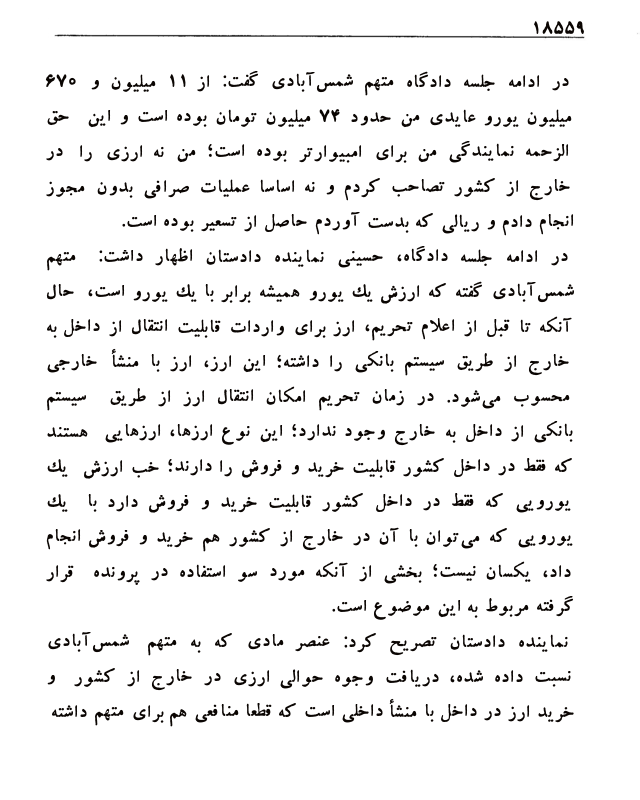 ۱۸۵۵۹
در ادامه جلسه دادگاه متهم شمس‌آبادی گفت: از ۱۱ میلیون و ۶۷۰
میلیون یورو عایدی من حدود ۷۴ میلیون تومان بوده است و این حق
الزحمه نمایندگی من برای امپیوارتر بوده است؛ من نه ارزی را در
خارج از کشور تصاحب کردم و نه اساسا عملیات صرافی بدون مجوز
انجام دادم و ریالی که بدست آوردم حاصل از تسعیر بوده است.
در ادامه جلسه دادگاه، حسینی نماینده دادستان اظهار داشت: متهم
شمس‌آبادی گفته که ارزش یك یورو همیشه برابر با یك یورو است، حال
آنکه تا قبل از اعلام تحریم، ارز برای واردات قابلیت انتقال از داخل به
خارج از طریق سیستم بانکی را داشته؛ این ارز، ارز با منشأ خارجی
محسوب می‌شود. در زمان تحریم امکان انتقال ارز از طریق سیستم
بانکی از داخل به خارج وجود ندارد؛ این نوع ارزها، ارزهایی هستند
که فقط در داخل کشور قابلیت خرید و فروش را دارند؛ خب ارزش یك
یورویی که فقط در داخل کشور قابلیت خرید و فروش دارد با یك
یورویی که می‌توان با آن در خارج از کشور هم خرید و فروش انجام
داد، یکسان نیست؛ بخشی از آنکه مورد سو استفاده در پرونده قرار
گرفته مربوط به این موضوع است.
نماینده دادستان تصریح کرد: عنصر مادی که به متهم شمس‌آبادی
نسبت داده شده، دریافت وجوه حوالی ارزی در خارج از کشور و
خرید ارز در داخل با منشأ داخلی است که قطعا منافعی هم برای متهم داشته